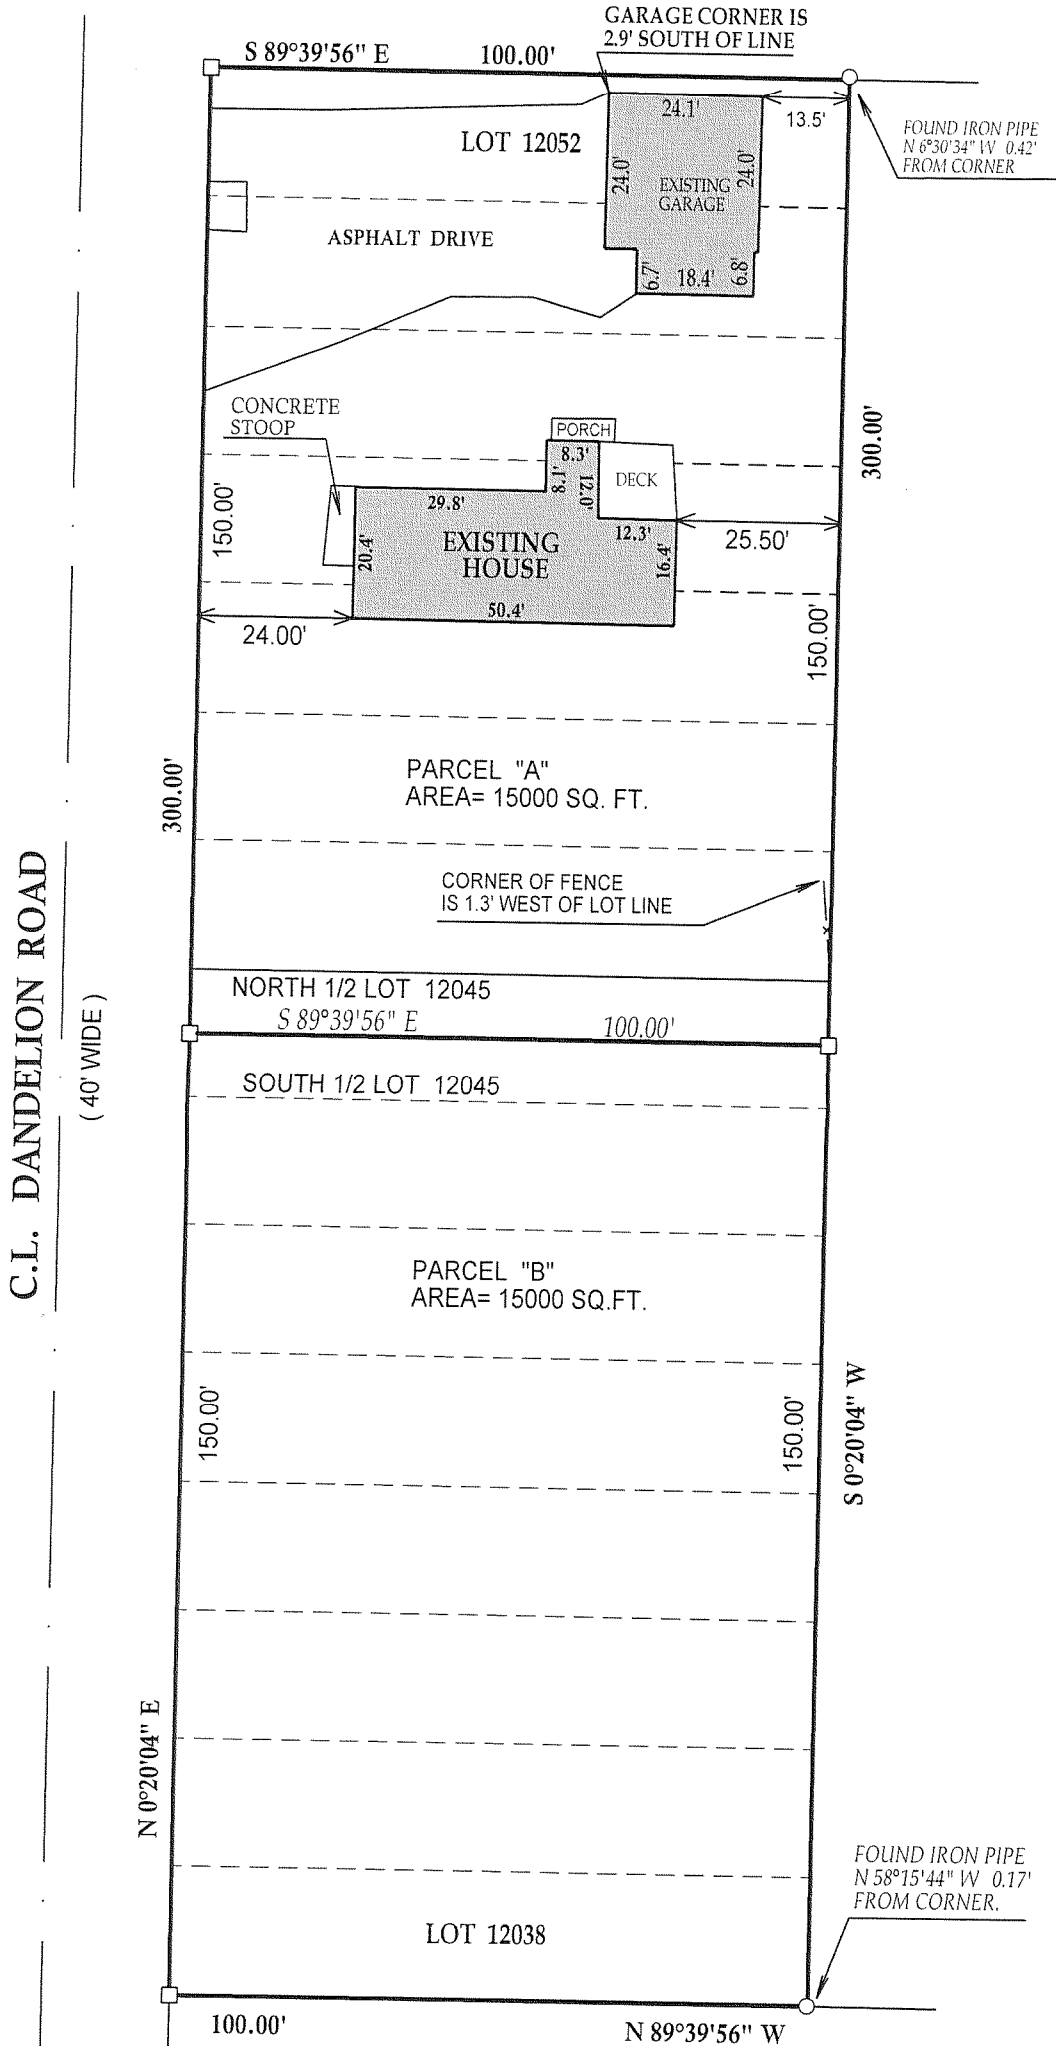 GARAGE CORNER IS
2.9' SOUTH OF LINE
S 89°39'56" E
100.00'
24.1'
13.5'
FOUND IRON PIPE
N 6°30'34" W 0.42'
FROM CORNER
LOT 12052
24.0'
EXISTING
GARAGE
24.0'
ASPHALT DRIVE
6.7'
18.4'
6.8'
CONCRETE
STOOP
PORCH
8.3'
8.1'
12.0'
DECK
300.00'
150.00'
29.8'
12.3'
25.50'
20.4'
EXISTING
HOUSE
16.4'
50.4'
24.00'
150.00'
PARCEL "A"
AREA= 15000 SQ. FT.
300.00'
CORNER OF FENCE
IS 1.3' WEST OF LOT LINE
C.L. DANDELION ROAD
( 40' WIDE )
NORTH 1/2 LOT 12045
S 89°39'56" E
100.00'
SOUTH 1/2 LOT 12045
PARCEL "B"
AREA= 15000 SQ.FT.
150.00'
150.00'
S 0°20'04" W
N 0°20'04" E
FOUND IRON PIPE
N 58°15'44" W 0.17'
FROM CORNER.
LOT 12038
100.00'
N 89°39'56" W